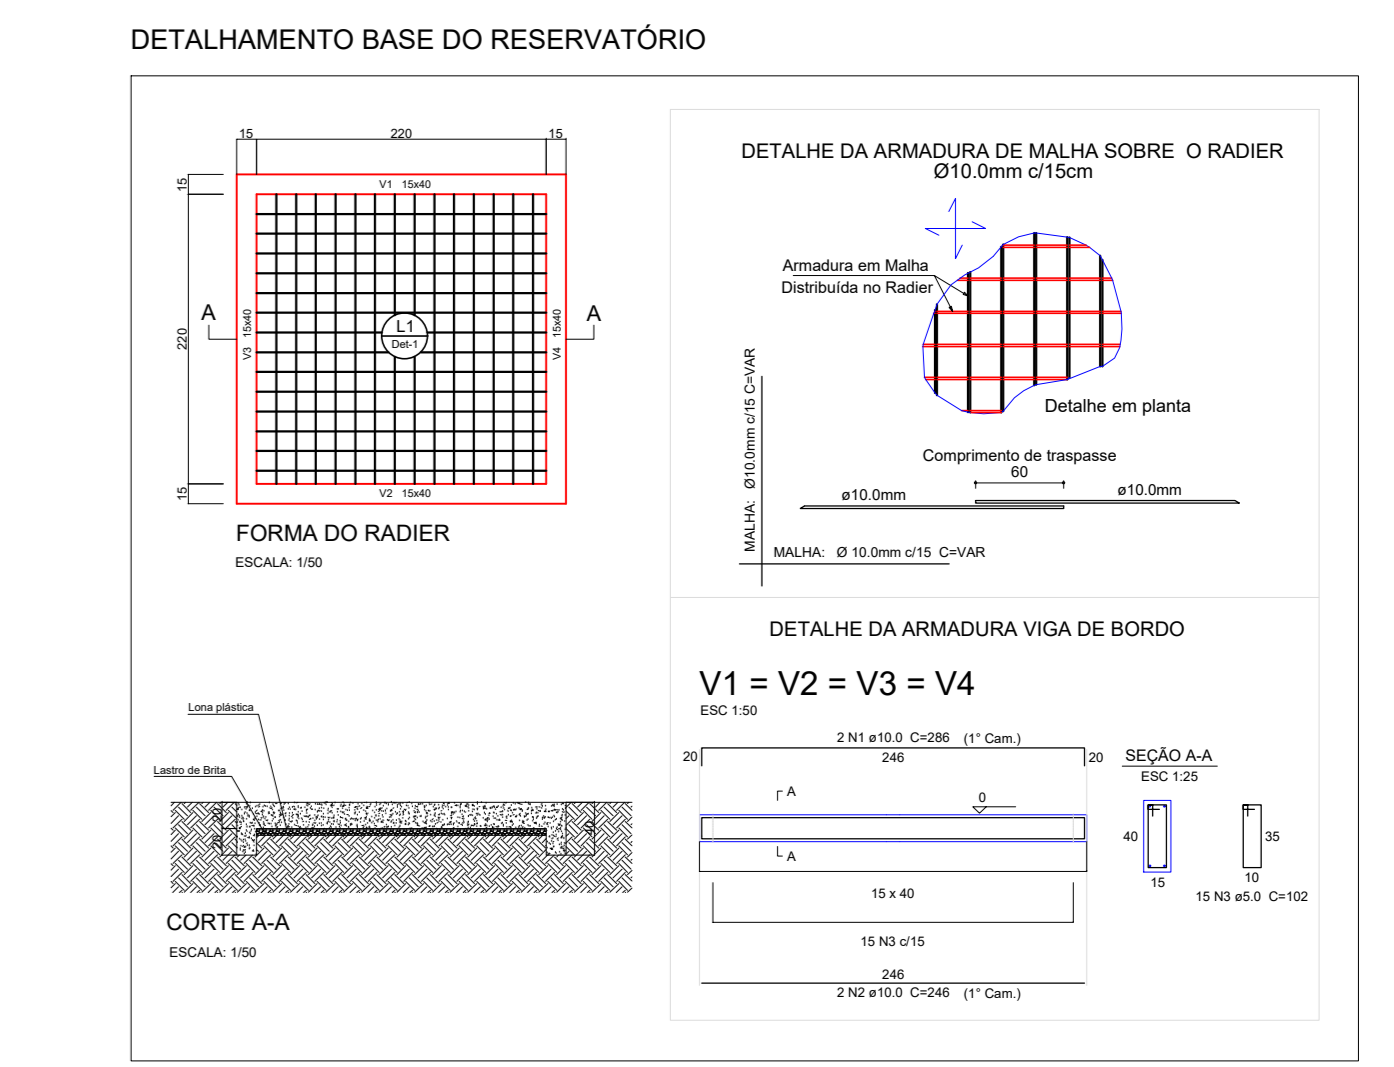 DETALHAMENTO BASE DO RESERVATÓRIO
15
220
15
15
V1 15x40
A
A
220
V3 15x40
L1
Det-1
V4 15x40
15
V2 15x40
FORMA DO RADIER
ESCALA: 1/50
DETALHE DA ARMADURA DE MALHA SOBRE O RADIER
Ø10.0mm c/15cm
Armadura em Malha
Distribuída no Radier
Detalhe em planta
Comprimento de traspasse
60
ø10.0mm
ø10.0mm
MALHA: Ø10.0mm c/15 C=VAR
MALHA: Ø 10.0mm c/15 C=VAR
Lona plástica
Lastro de Brita
20
20
40
CORTE A-A
ESCALA: 1/50
DETALHE DA ARMADURA VIGA DE BORDO
V1 = V2 = V3 = V4
ESC 1:50
2 N1 ø10.0 C=286 (1° Cam.)
20
246
20
A
0
A
15 x 40
15 N3 c/15
246
2 N2 ø10.0 C=246 (1° Cam.)
SEÇÃO A-A
ESC 1:25
40
15
35
10
15 N3 ø5.0 C=102